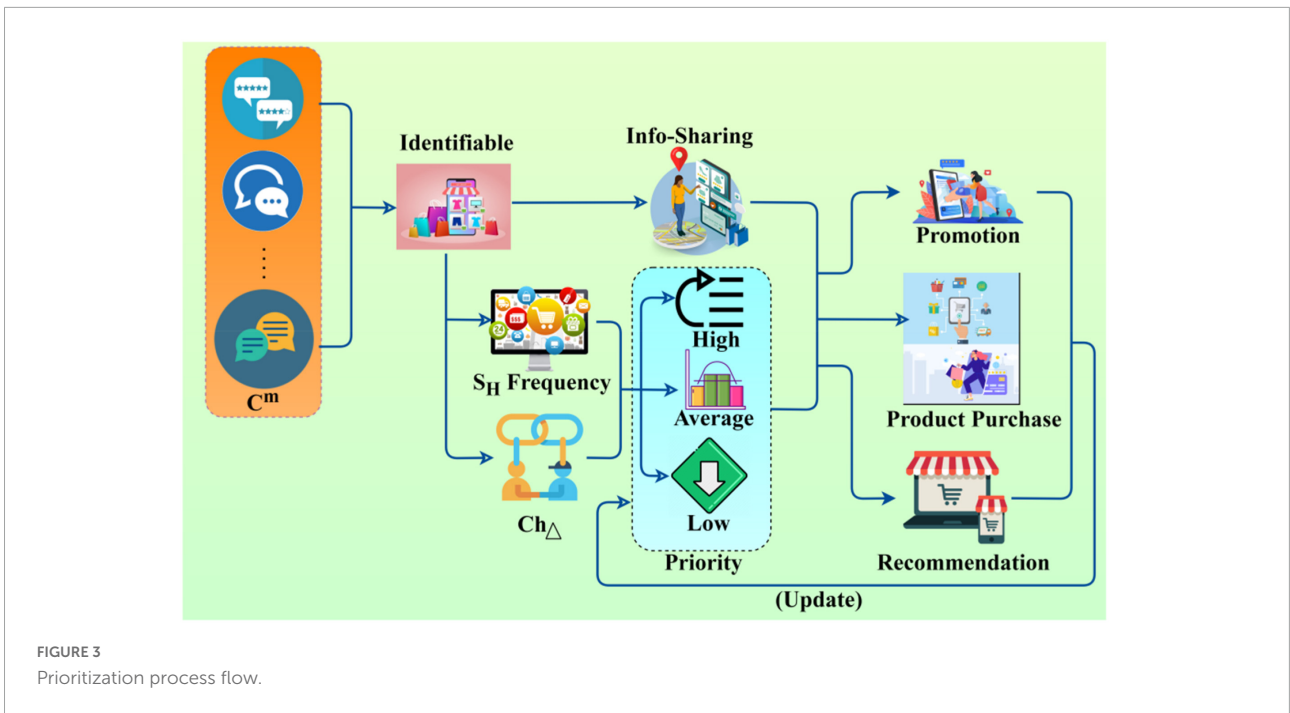 Identifiable
Info-Sharing
Promotion
High
S_H Frequency
Average
Product Purchase
C^m
Low
Ch_△
Priority
Recommendation
(Update)
FIGURE 3
Prioritization process flow.